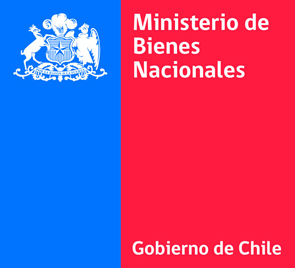 Ministerio de
Bienes
Nacionales
Gobierno de Chile